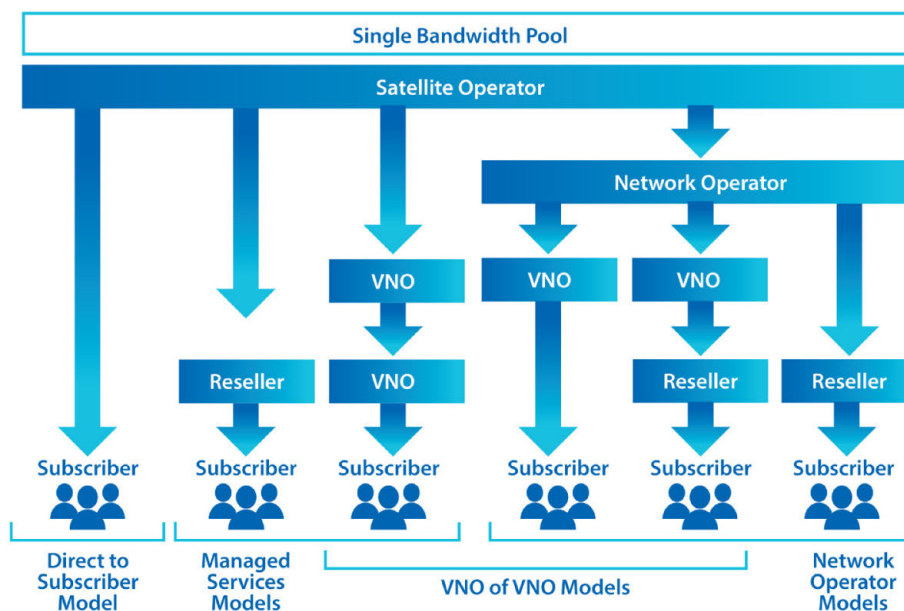 Single Bandwidth Pool
Satellite Operator
Network Operator
VNO
VNO
VNO
Reseller
VNO
Reseller
Reseller
Subscriber
Subscriber
Subscriber
Subscriber
Subscriber
Subscriber
Direct to
Subscriber
Model
Managed
Services
Models
VNO of VNO Models
Network
Operator
Models